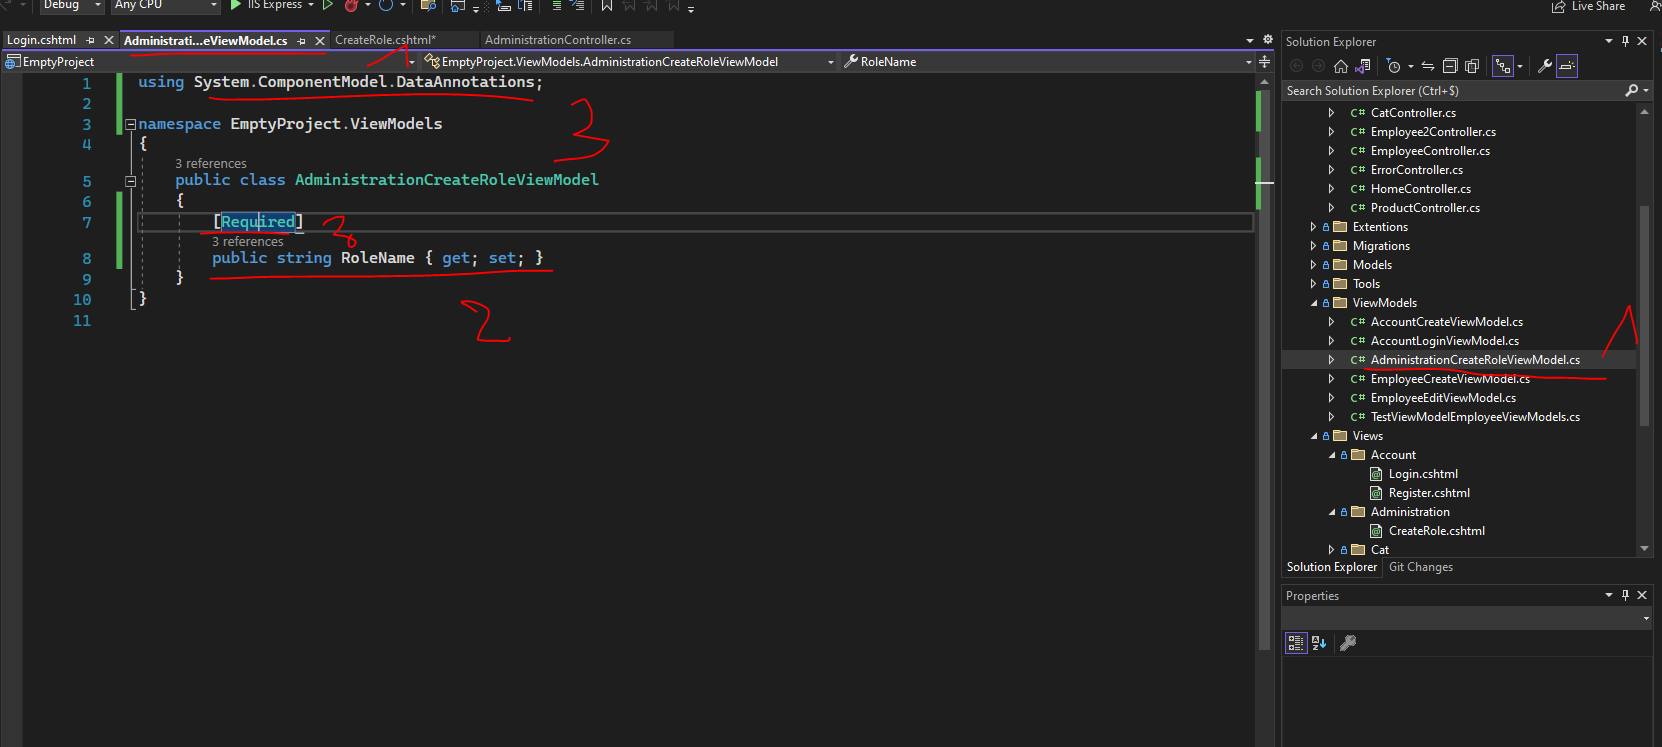 Debug
Any CPU
IIS Express
Live Share
Login.cshtml
Administrati...eViewModel.cs
CreateRole.cshtml*
AdministrationController.cs
EmptyProject
EmptyProject.ViewModels.AdministrationCreateRoleViewModel
RoleName
1 using System.ComponentModel.DataAnnotations;
2
3 namespace EmptyProject.ViewModels
4 {
3 references
5 public class AdministrationCreateRoleViewModel
6 {
7 [Required]
3 references
8 public string RoleName { get; set; }
9 }
10 }
11
1
3
3
2
Solution Explorer
Search Solution Explorer (Ctrl+$)
C# CatController.cs
C# Employee2Controller.cs
C# EmployeeController.cs
C# ErrorController.cs
C# HomeController.cs
C# ProductController.cs
Extentions
Migrations
Models
Tools
ViewModels
C# AccountCreateViewModel.cs
C# AccountLoginViewModel.cs
C# AdministrationCreateRoleViewModel.cs
1
C# EmployeeCreateViewModel.cs
C# EmployeeEditViewModel.cs
C# TestViewModelEmployeeViewModels.cs
Views
Account
Login.cshtml
Register.cshtml
Administration
CreateRole.cshtml
Cat
Solution Explorer
Git Changes
Properties